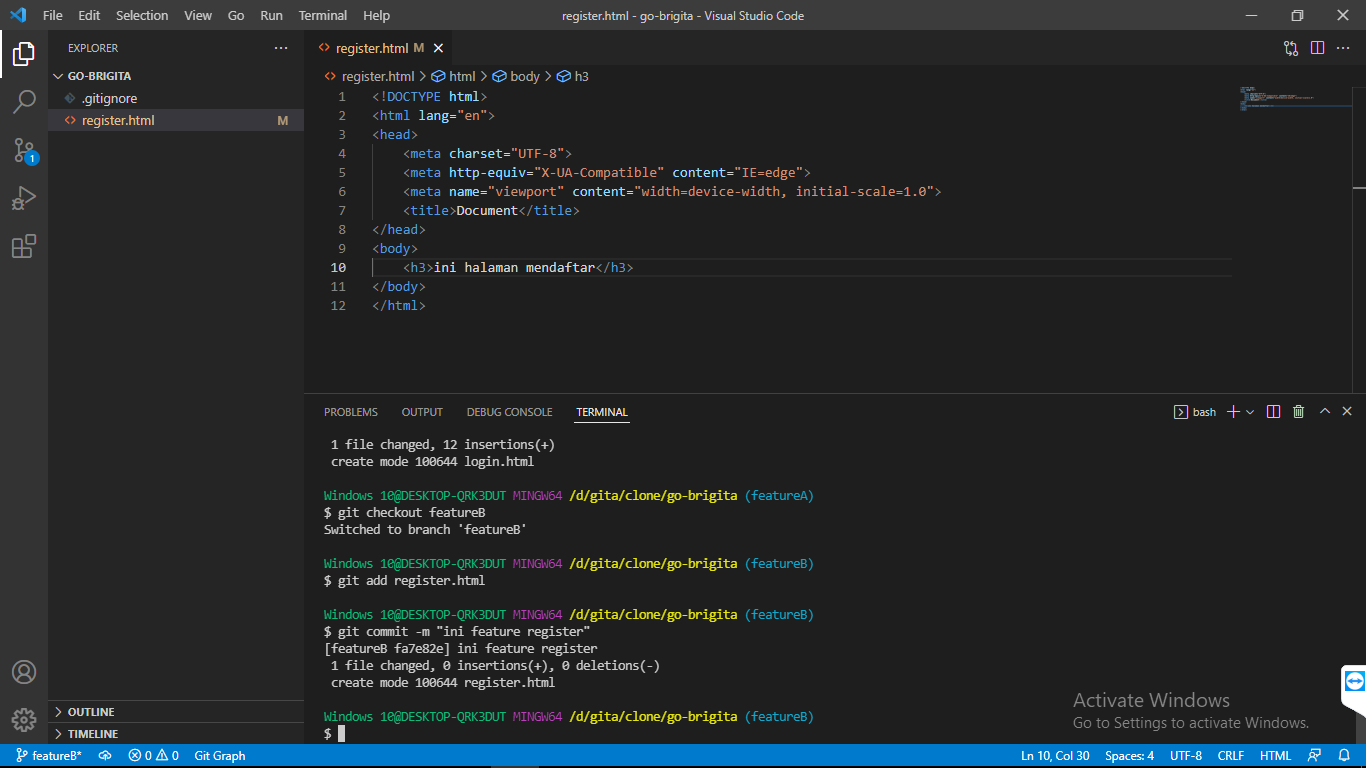 File Edit Selection View Go Run Terminal Help register.html - go-brigita - Visual Studio Code
EXPLORER
GO-BRIGITA
.gitignore
register.html M
1
OUTLINE
TIMELINE
register.html M
register.html > html > body > h3
1 <!DOCTYPE html>
2 <html lang="en">
3 <head>
4 <meta charset="UTF-8">
5 <meta http-equiv="X-UA-Compatible" content="IE=edge">
6 <meta name="viewport" content="width=device-width, initial-scale=1.0">
7 <title>Document</title>
8 </head>
9 <body>
10 <h3>ini halaman mendaftar</h3>
11 </body>
12 </html>
PROBLEMS OUTPUT DEBUG CONSOLE TERMINAL bash
1 file changed, 12 insertions(+)
create mode 100644 login.html
Windows 10@DESKTOP-QRK3DUT MINGW64 /d/gita/clone/go-brigita (featureA)
$ git checkout featureB
Switched to branch 'featureB'
Windows 10@DESKTOP-QRK3DUT MINGW64 /d/gita/clone/go-brigita (featureB)
$ git add register.html
Windows 10@DESKTOP-QRK3DUT MINGW64 /d/gita/clone/go-brigita (featureB)
$ git commit -m "ini feature register"
[featureB fa7e82e] ini feature register
1 file changed, 0 insertions(+), 0 deletions(-)
create mode 100644 register.html
Windows 10@DESKTOP-QRK3DUT MINGW64 /d/gita/clone/go-brigita (featureB)
$
Activate Windows
Go to Settings to activate Windows.
featureB* 0 0 Git Graph Ln 10, Col 30 Spaces: 4 UTF-8 CRLF HTML